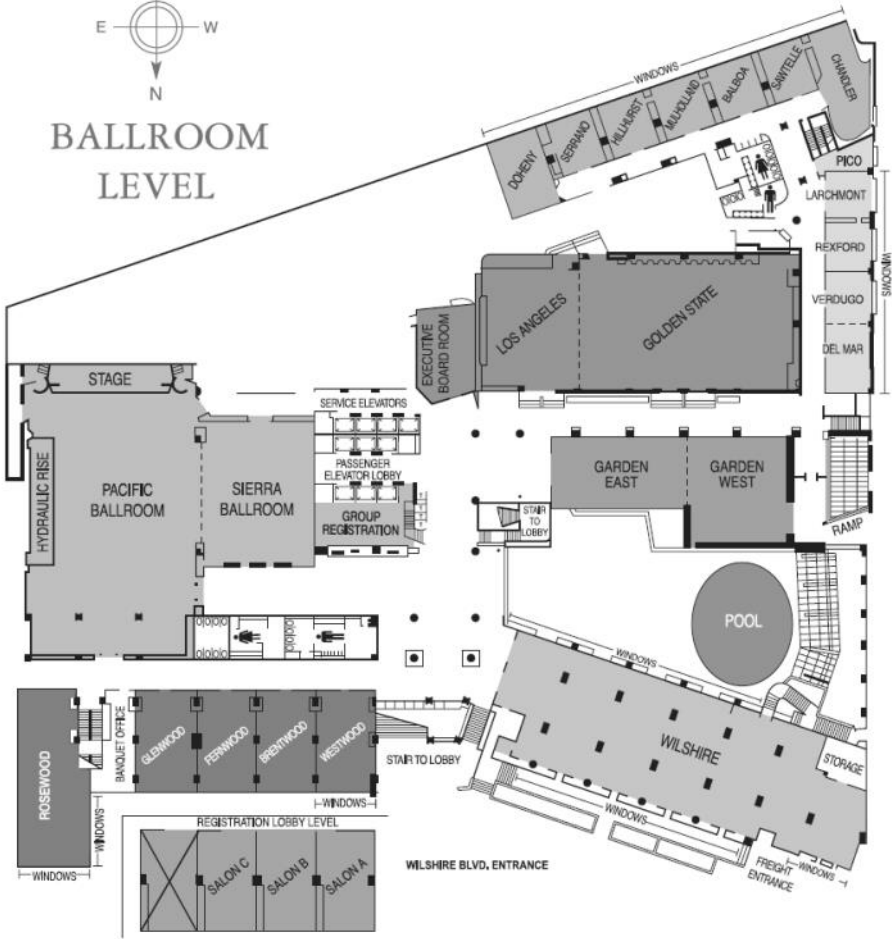 E
W
N
BALLROOM
LEVEL
WINDOWS
DOHENY
SERRANO
HILLHURST
MULHOLLAND
BALBOA
SAWTELLE
CHANDLER
PICO
LARCHMONT
REXFORD
VERDUGO
DEL MAR
WINDOWS
LOS ANGELES
GOLDEN STATE
EXECUTIVE
BOARD ROOM
STAGE
HYDRAULIC RISE
PACIFIC
BALLROOM
SIERRA
BALLROOM
SERVICE ELEVATORS
PASSENGER
ELEVATOR LOBBY
GROUP
REGISTRATION
GARDEN
EAST
GARDEN
WEST
STAIR
TO
LOBBY
RAMP
POOL
WINDOWS
WILSHIRE
STORAGE
WINDOWS
FREIGHT
ENTRANCE
WINDOWS
ROSEWOOD
BANQUET OFFICE
GLENWOOD
FERNWOOD
BRENTWOOD
WESTWOOD
STAIR TO LOBBY
WINDOWS
WINDOWS
WINDOWS
REGISTRATION LOBBY LEVEL
SALON C
SALON B
SALON A
WILSHIRE BLVD. ENTRANCE